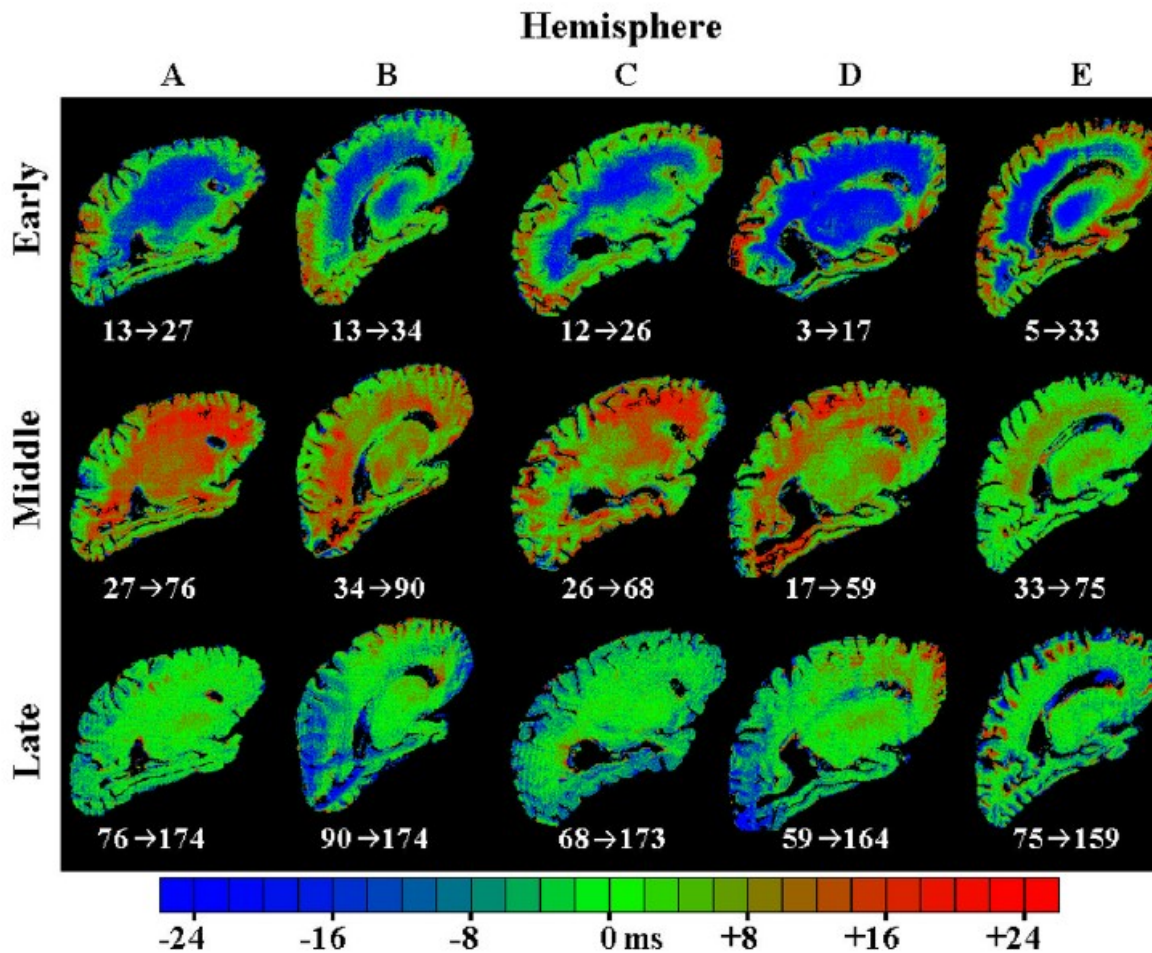 Hemisphere
A B C D E
Early
13→27 13→34 12→26 3→17 5→33
Middle
27→76 34→90 26→68 17→59 33→75
Late
76→174 90→174 68→173 59→164 75→159
-24 -16 -8 0 ms +8 +16 +24